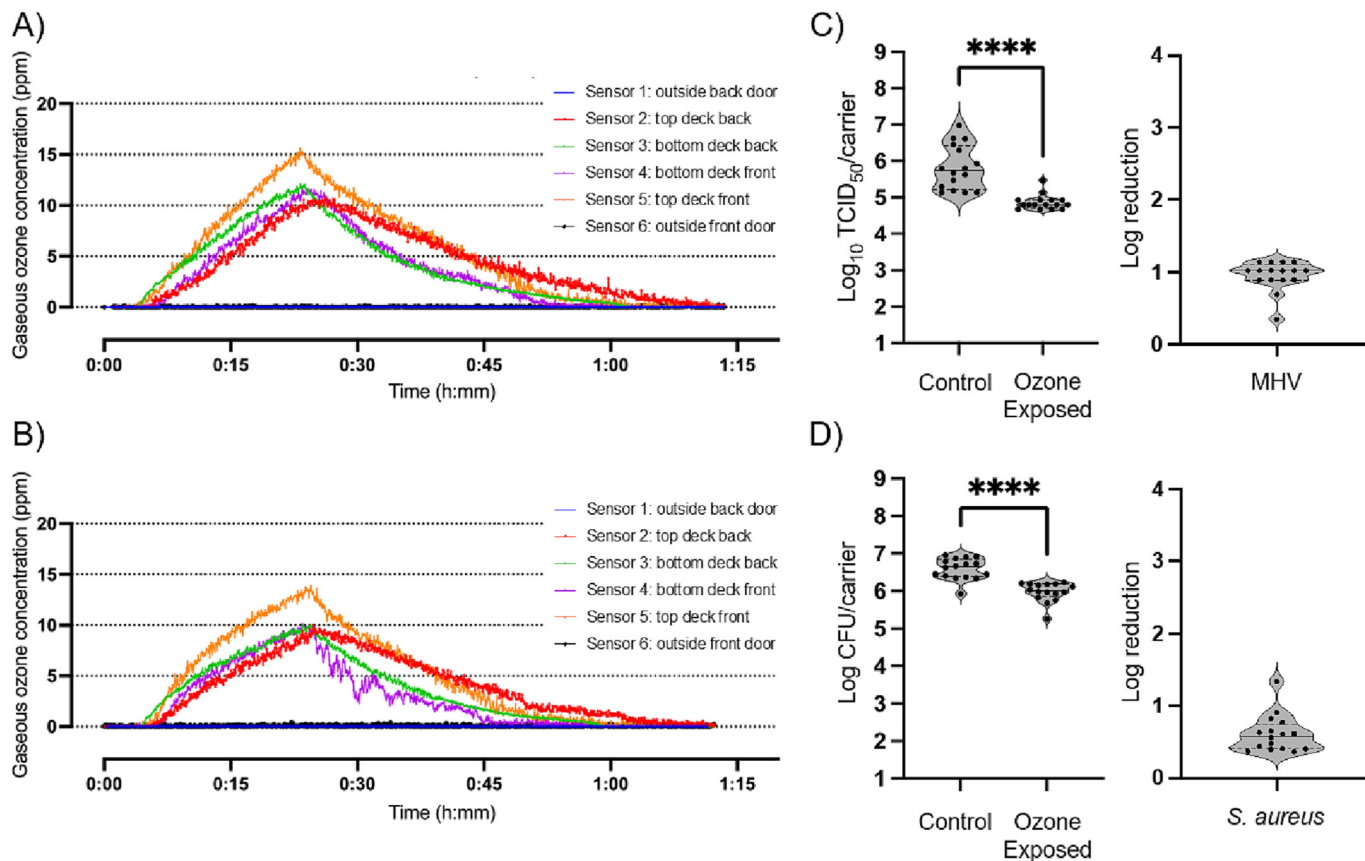 A)
Gaseous ozone concentration (ppm)
20
15
10
5
0
Sensor 1: outside back door
Sensor 2: top deck back
Sensor 3: bottom deck back
Sensor 4: bottom deck front
Sensor 5: top deck front
Sensor 6: outside front door
0:00 0:15 0:30 0:45 1:00 1:15
Time (h:mm)
B)
Gaseous ozone concentration (ppm)
20
15
10
5
0
Sensor 1: outside back door
Sensor 2: top deck back
Sensor 3: bottom deck back
Sensor 4: bottom deck front
Sensor 5: top deck front
Sensor 6: outside front door
0:00 0:15 0:30 0:45 1:00 1:15
Time (h:mm)
C)
Log10 TCID50/carrier
9
8
7
6
5
4
3
2
1
****
Control Ozone
Exposed
Log reduction
4
3
2
1
0
MHV
D)
Log CFU/carrier
9
8
7
6
5
4
3
2
1
****
Control Ozone
Exposed
Log reduction
4
3
2
1
0
S. aureus